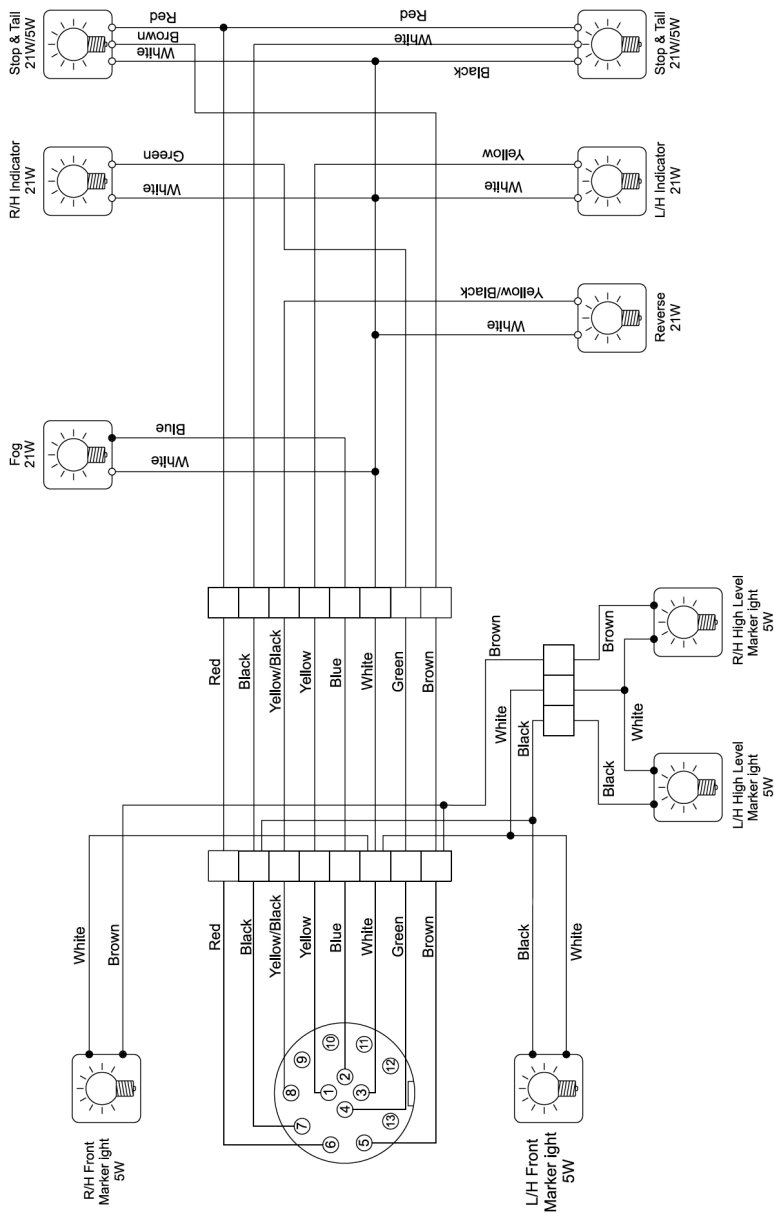 Stop & Tail
21W/5W
Red
Brown
White
Red
White
Black
Stop & Tail
21W/5W
R/H Indicator
21W
Green
White
Yellow
White
L/H Indicator
21W
Yellow/Black
White
Reverse
21W
Fog
21W
Blue
White
Red
Black
Yellow/Black
Yellow
Blue
White
Green
Brown
Brown
White
Black
Brown
White
Black
R/H High Level
Marker ight
5W
L/H High Level
Marker ight
5W
White
Brown
Red
Black
Yellow/Black
Yellow
Blue
White
Green
Brown
Black
White
1
2
3
4
5
6
7
8
9
10
11
12
13
R/H Front
Marker ight
5W
L/H Front
Marker ight
5W